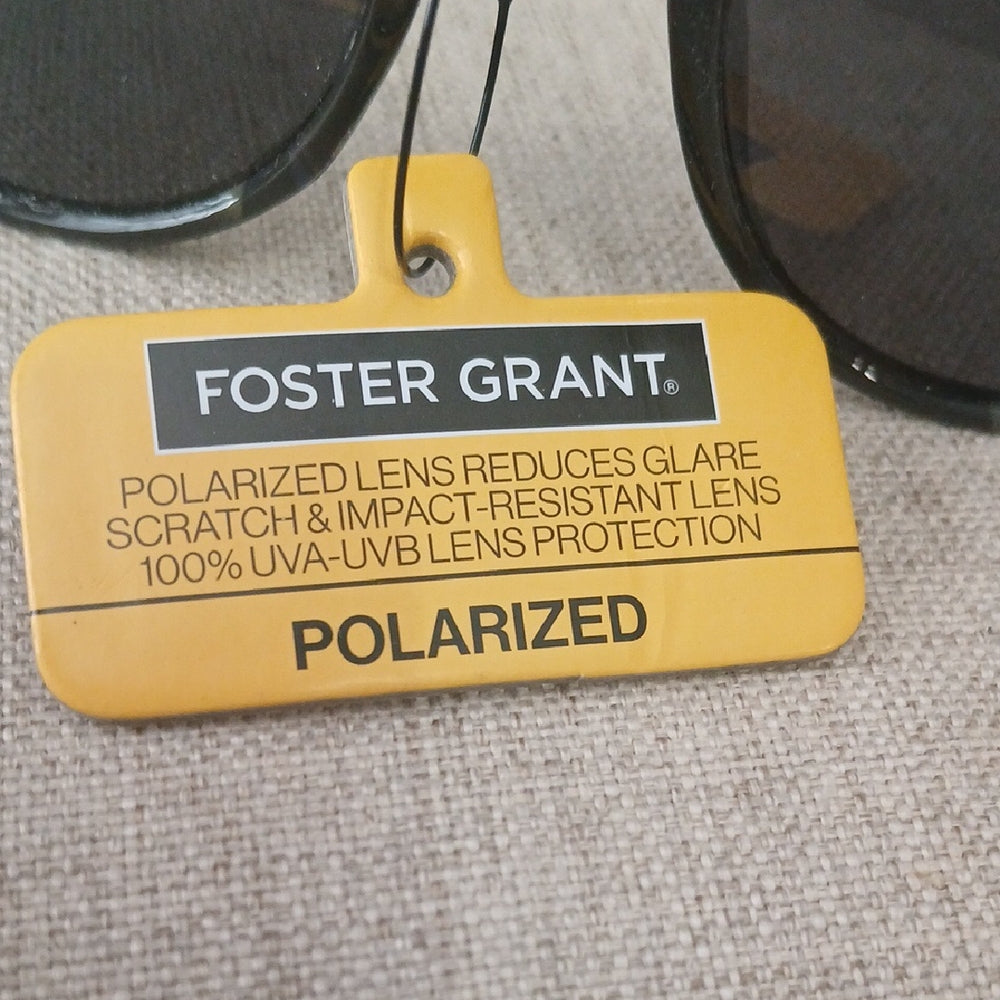 FOSTER GRANT®
POLARIZED LENS REDUCES GLARE
SCRATCH & IMPACT-RESISTANT LENS
100% UVA-UVB LENS PROTECTION
POLARIZED